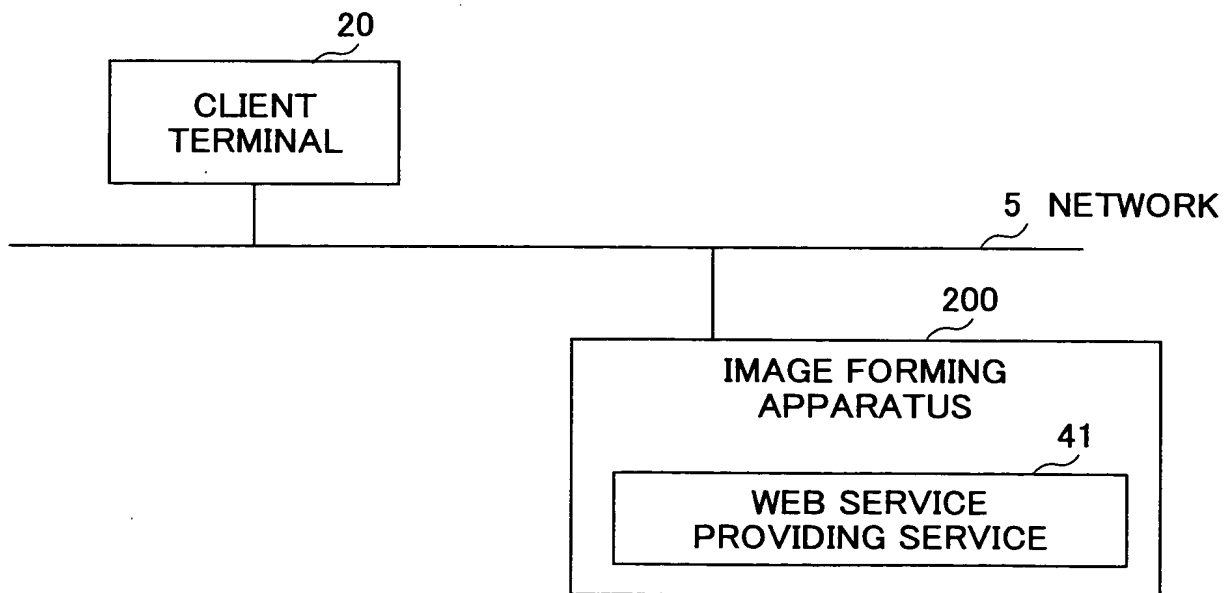 20
CLIENT
TERMINAL
5 NETWORK
200
IMAGE FORMING
APPARATUS
41
WEB SERVICE
PROVIDING SERVICE